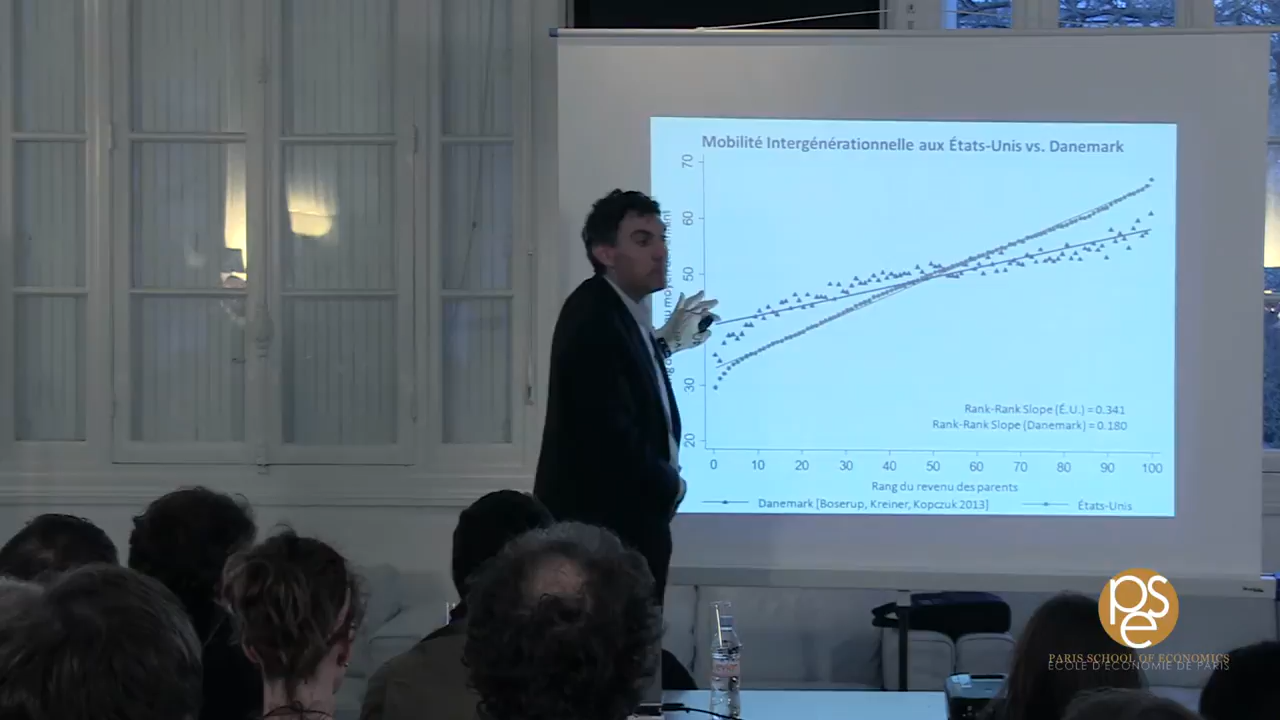 Mobilité Intergénérationnelle aux États-Unis vs. Danemark
70
60
50
30
20
Rank-Rank Slope (É.U.) = 0.341
Rank-Rank Slope (Danemark) = 0.180
0 10 20 30 40 50 60 70 80 90 100
Rang du revenu des parents
Danemark [Boserup, Kreiner, Kopczuk 2013] États-Unis
pse
PARIS SCHOOL OF ECONOMICS
ÉCOLE D'ÉCONOMIE DE PARIS